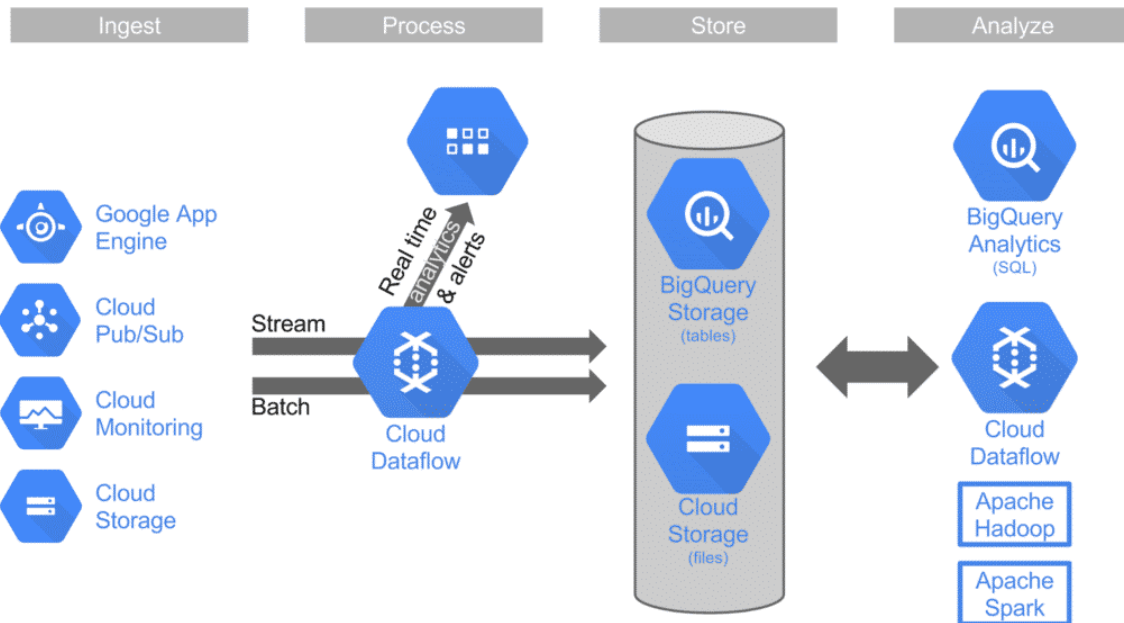 Ingest
Process
Store
Analyze
Google App
Engine
Cloud
Pub/Sub
Cloud
Monitoring
Cloud
Storage
Stream
Batch
Real time
analytics
& alerts
Cloud
Dataflow
BigQuery
Storage
(tables)
Cloud
Storage
(files)
BigQuery
Analytics
(SQL)
Cloud
Dataflow
Apache
Hadoop
Apache
Spark